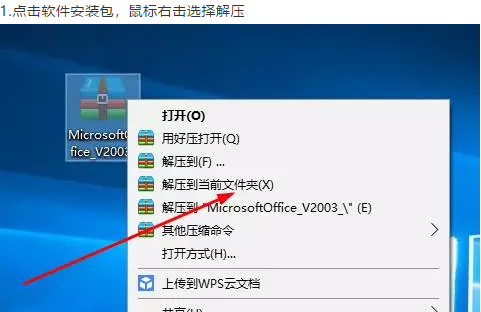 1.点击软件安装包，鼠标右击选择解压
MicrosoftO
ffice_V2003
打开(O)
用好压打开(Q)
解压到(F) ...
解压到当前文件夹(X)
解压到 "MicrosoftOffice_V2003_\" (E)
其他压缩命令
打开方式(H)...
上传到WPS云文档